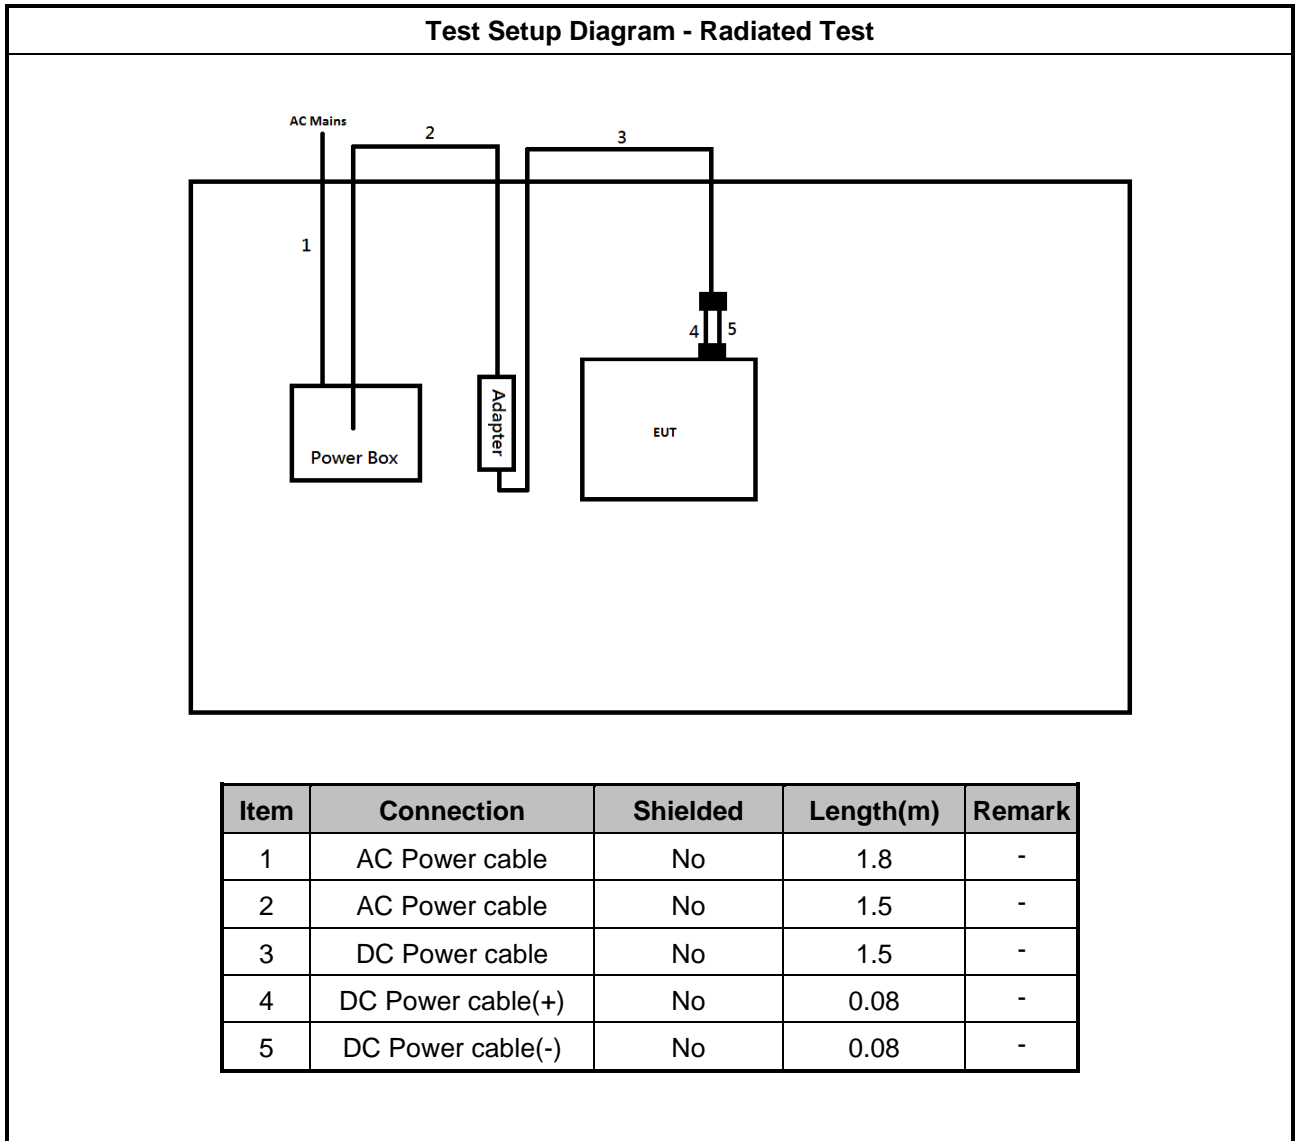 Test Setup Diagram - Radiated Test
AC Mains
2
3
1
4
5
Adapter
EUT
Power Box
Item Connection Shielded Length(m) Remark
1 AC Power cable No 1.8 -
2 AC Power cable No 1.5 -
3 DC Power cable No 1.5 -
4 DC Power cable(+) No 0.08 -
5 DC Power cable(-) No 0.08 -